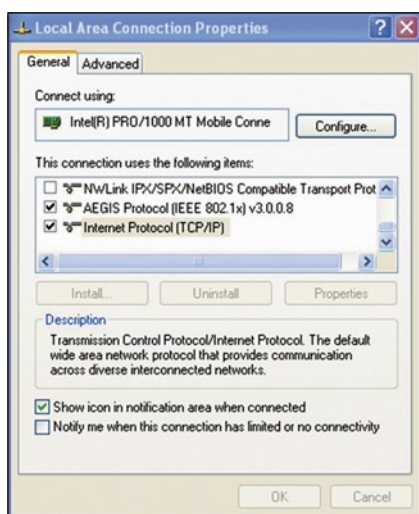 Local Area Connection Properties
General Advanced
Connect using:
Intel(R) PRO/1000 MT Mobile Conne
Configure...
This connection uses the following items:
NWLink IPX/SPX/NetBIOS Compatible Transport Prot
AEGIS Protocol (IEEE 802.1x) v3.0.0.8
Internet Protocol (TCP/IP)
Install... Uninstall Properties
Description
Transmission Control Protocol/Internet Protocol. The default
wide area network protocol that provides communication
across diverse interconnected networks.
Show icon in notification area when connected
Notify me when this connection has limited or no connectivity
OK Cancel